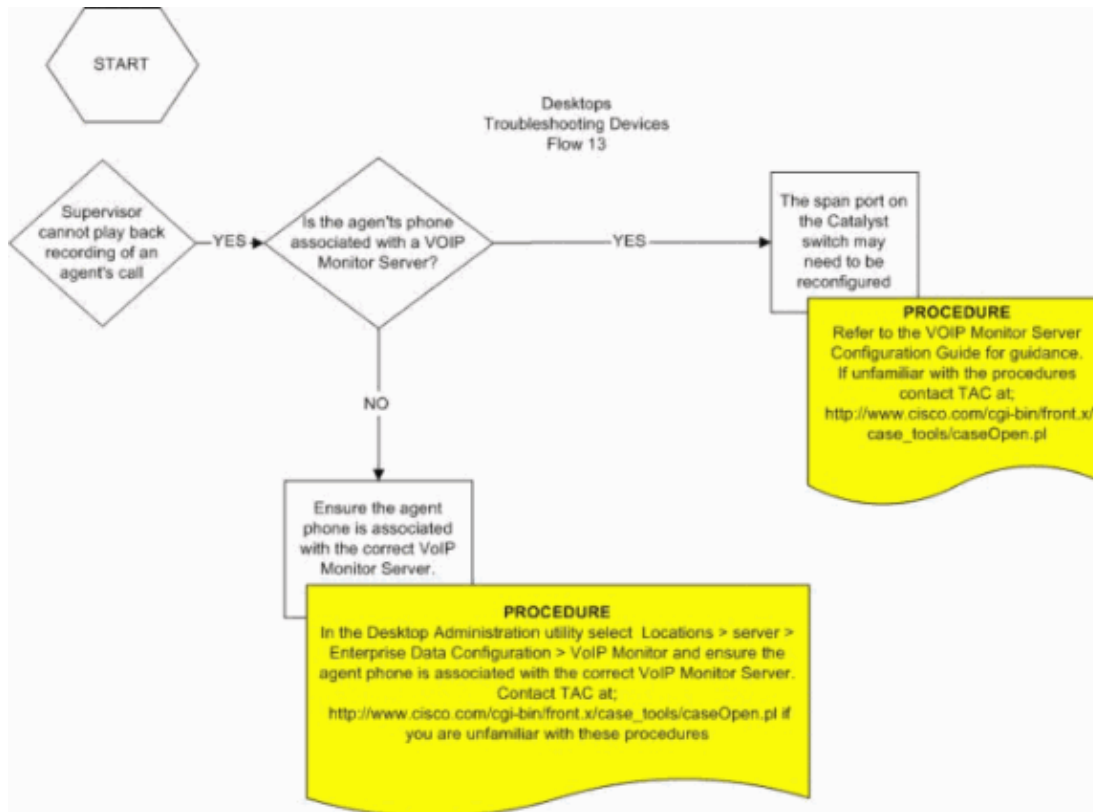 START
Desktops
Troubleshooting Devices
Flow 13
Supervisor
cannot play back
recording of an
agent's call
YES
Is the agen'ts phone
associated with a VOIP
Monitor Server?
YES
The span port on
the Catalyst
switch may
need to be
reconfigured
PROCEDURE
Refer to the VOIP Monitor Server
Configuration Guide for guidance.
If unfamiliar with the procedures
contact TAC at;
http://www.cisco.com/cgi-bin/front.x/
case_tools/caseOpen.pl
NO
Ensure the agent
phone is associated
with the correct VoIP
Monitor Server.
PROCEDURE
In the Desktop Administration utility select Locations > server >
Enterprise Data Configuration > VoIP Monitor and ensure the
agent phone is associated with the correct VoIP Monitor Server.
Contact TAC at;
http://www.cisco.com/cgi-bin/front.x/case_tools/caseOpen.pl if
you are unfamiliar with these procedures